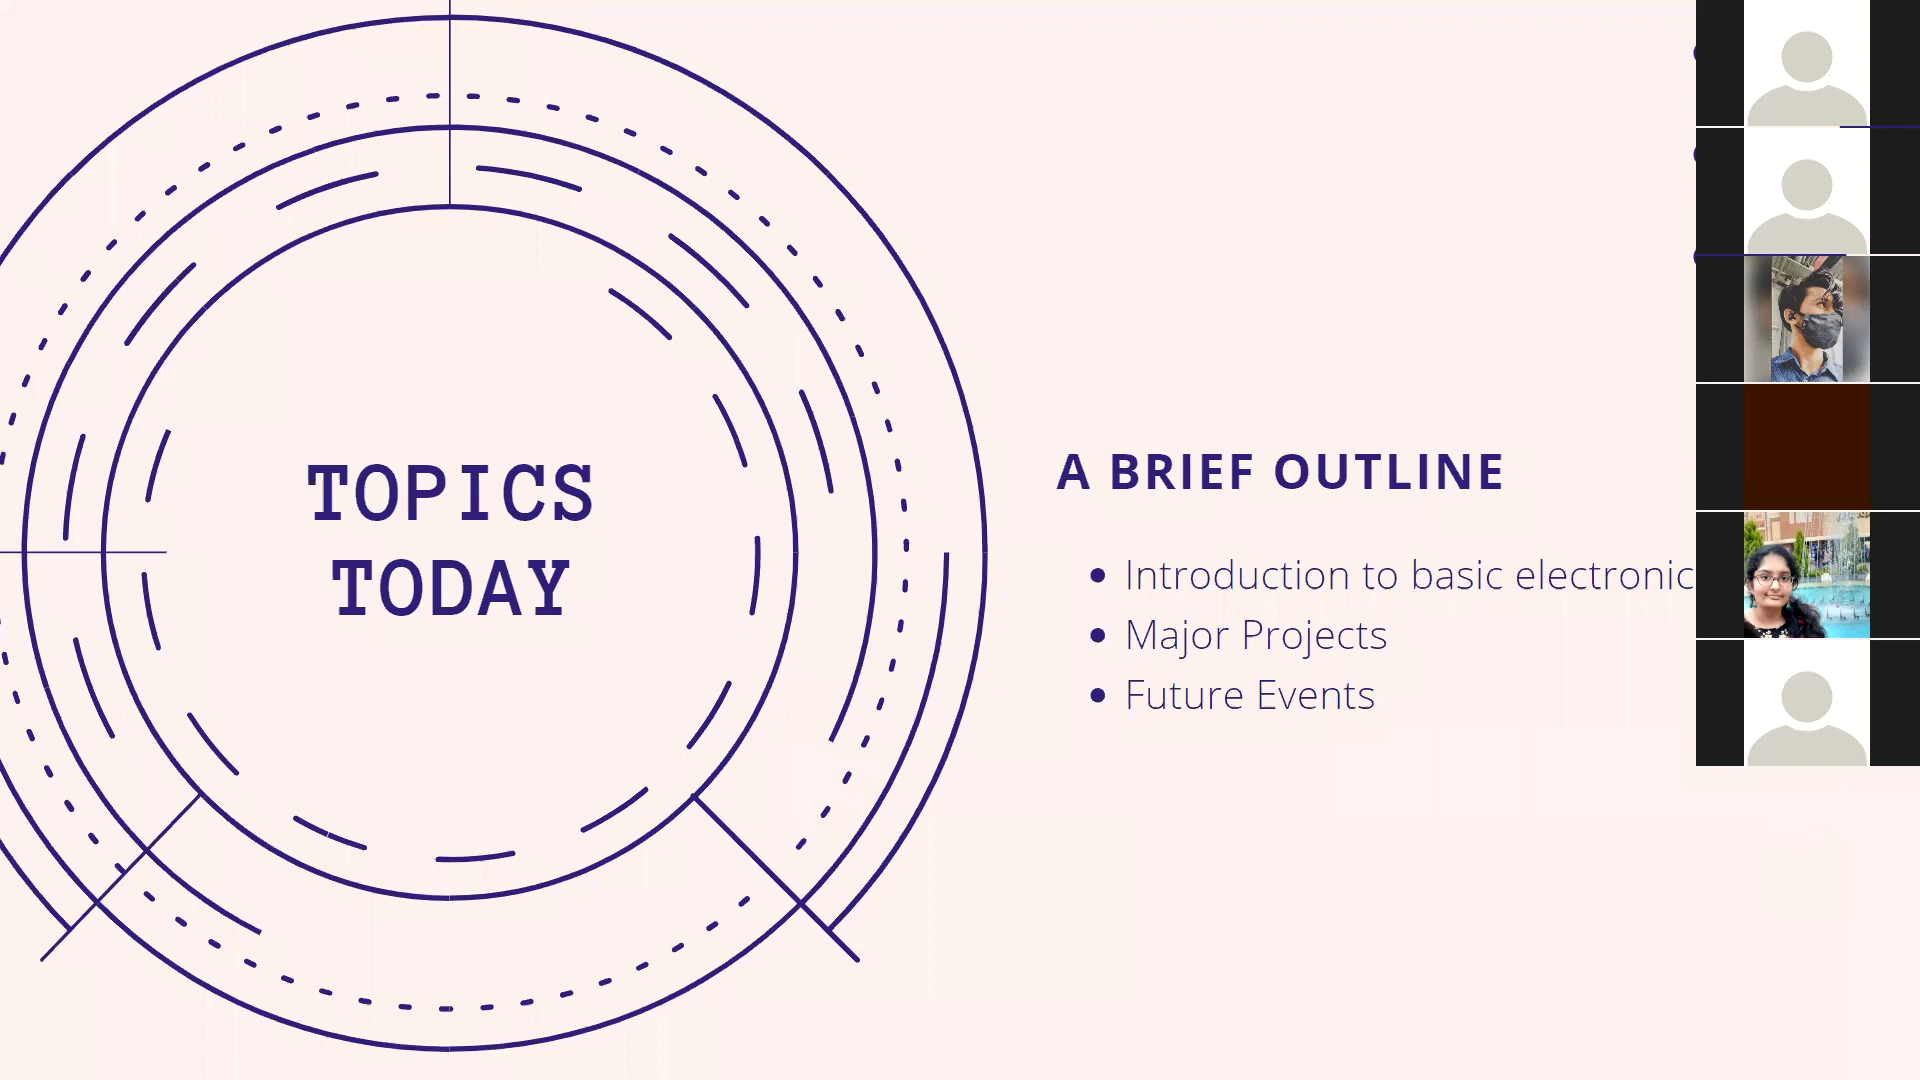 TOPICS
TODAY
A BRIEF OUTLINE
• Introduction to basic electronic
• Major Projects
• Future Events